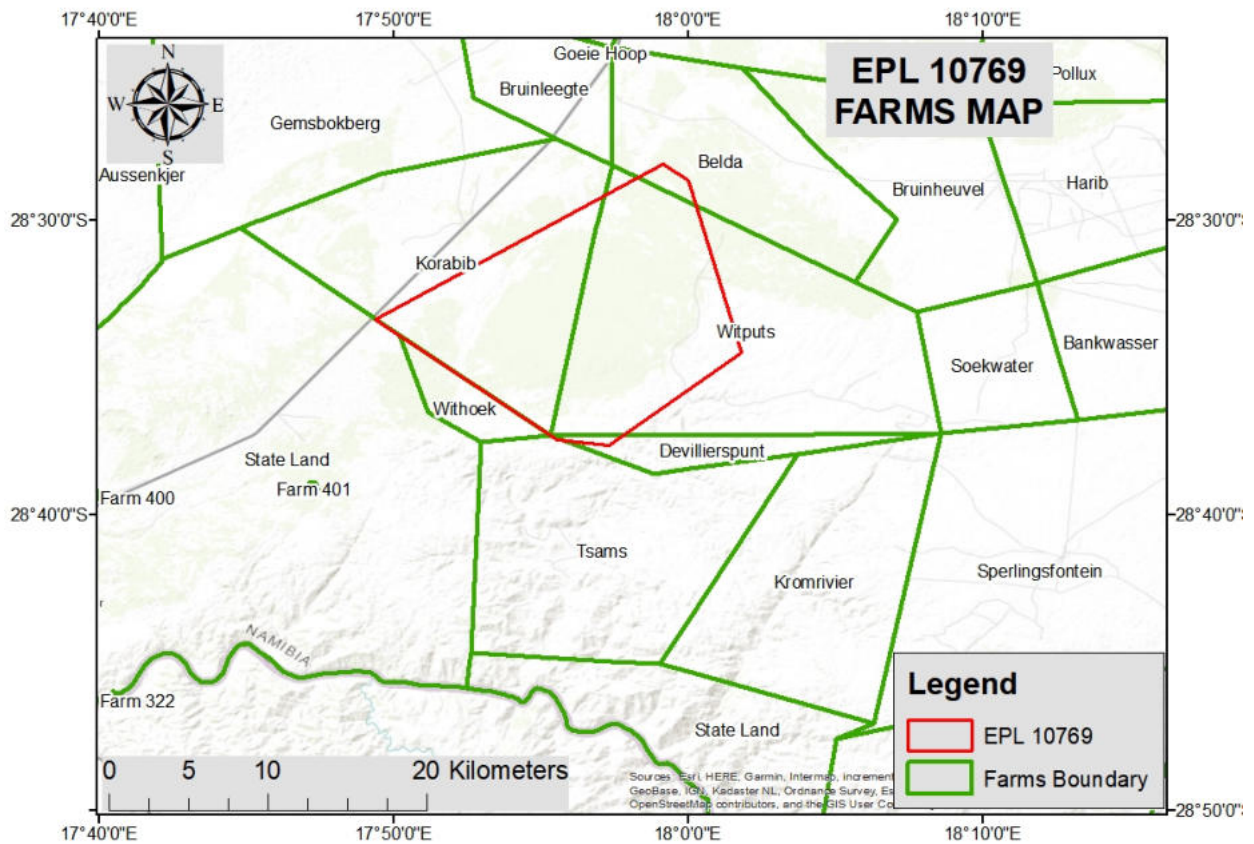 17°40'0"E 17°50'0"E 18°0'0"E 18°10'0"E
N
W E
S
EPL 10769
FARMS MAP
Goeie Hoop
Pollux
Bruinleegte
Gemsbokberg
Belda
Aussenkjer
Bruinheuvel
Harib
28°30'0"S 28°30'0"S
Korabib
Witputs
Bankwasser
Soekwater
Withoek
Devillierspunt
State Land
Farm 401
Farm 400
28°40'0"S 28°40'0"S
Tsams
Kromrivier
Sperlingsfontein
NAMIBIA
Farm 322
State Land
Legend
EPL 10769
Farms Boundary
0 5 10 20 Kilometers
Sources: Esri, HERE, Garmin, Intermap, increment
GeoBase, IGN, Kadaster NL, Ordnance Survey, Es
OpenStreetMap contributors, and the GIS User Co
28°50'0"S 28°50'0"S
17°40'0"E 17°50'0"E 18°0'0"E 18°10'0"E